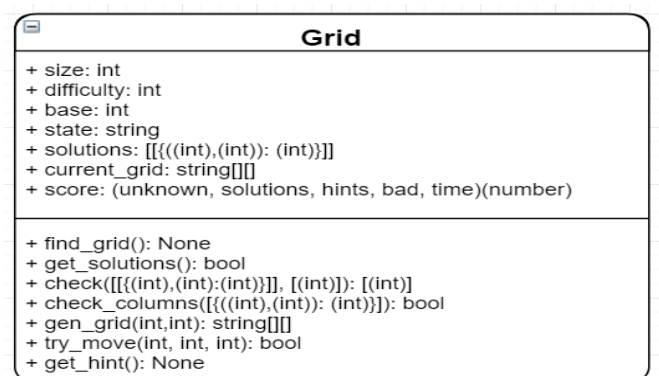 Grid
+ size: int
+ difficulty: int
+ base: int
+ state: string
+ solutions: [[{((int),(int)): (int)}]]
+ current_grid: string[][]
+ score: (unknown, solutions, hints, bad, time)(number)
+ find_grid(): None
+ get_solutions(): bool
+ check([[{(int),(int):(int)}]], [(int)]): [(int)]
+ check_columns([{((int),(int)): (int)}]): bool
+ gen_grid(int,int): string[][]
+ try_move(int, int, int): bool
+ get_hint(): None